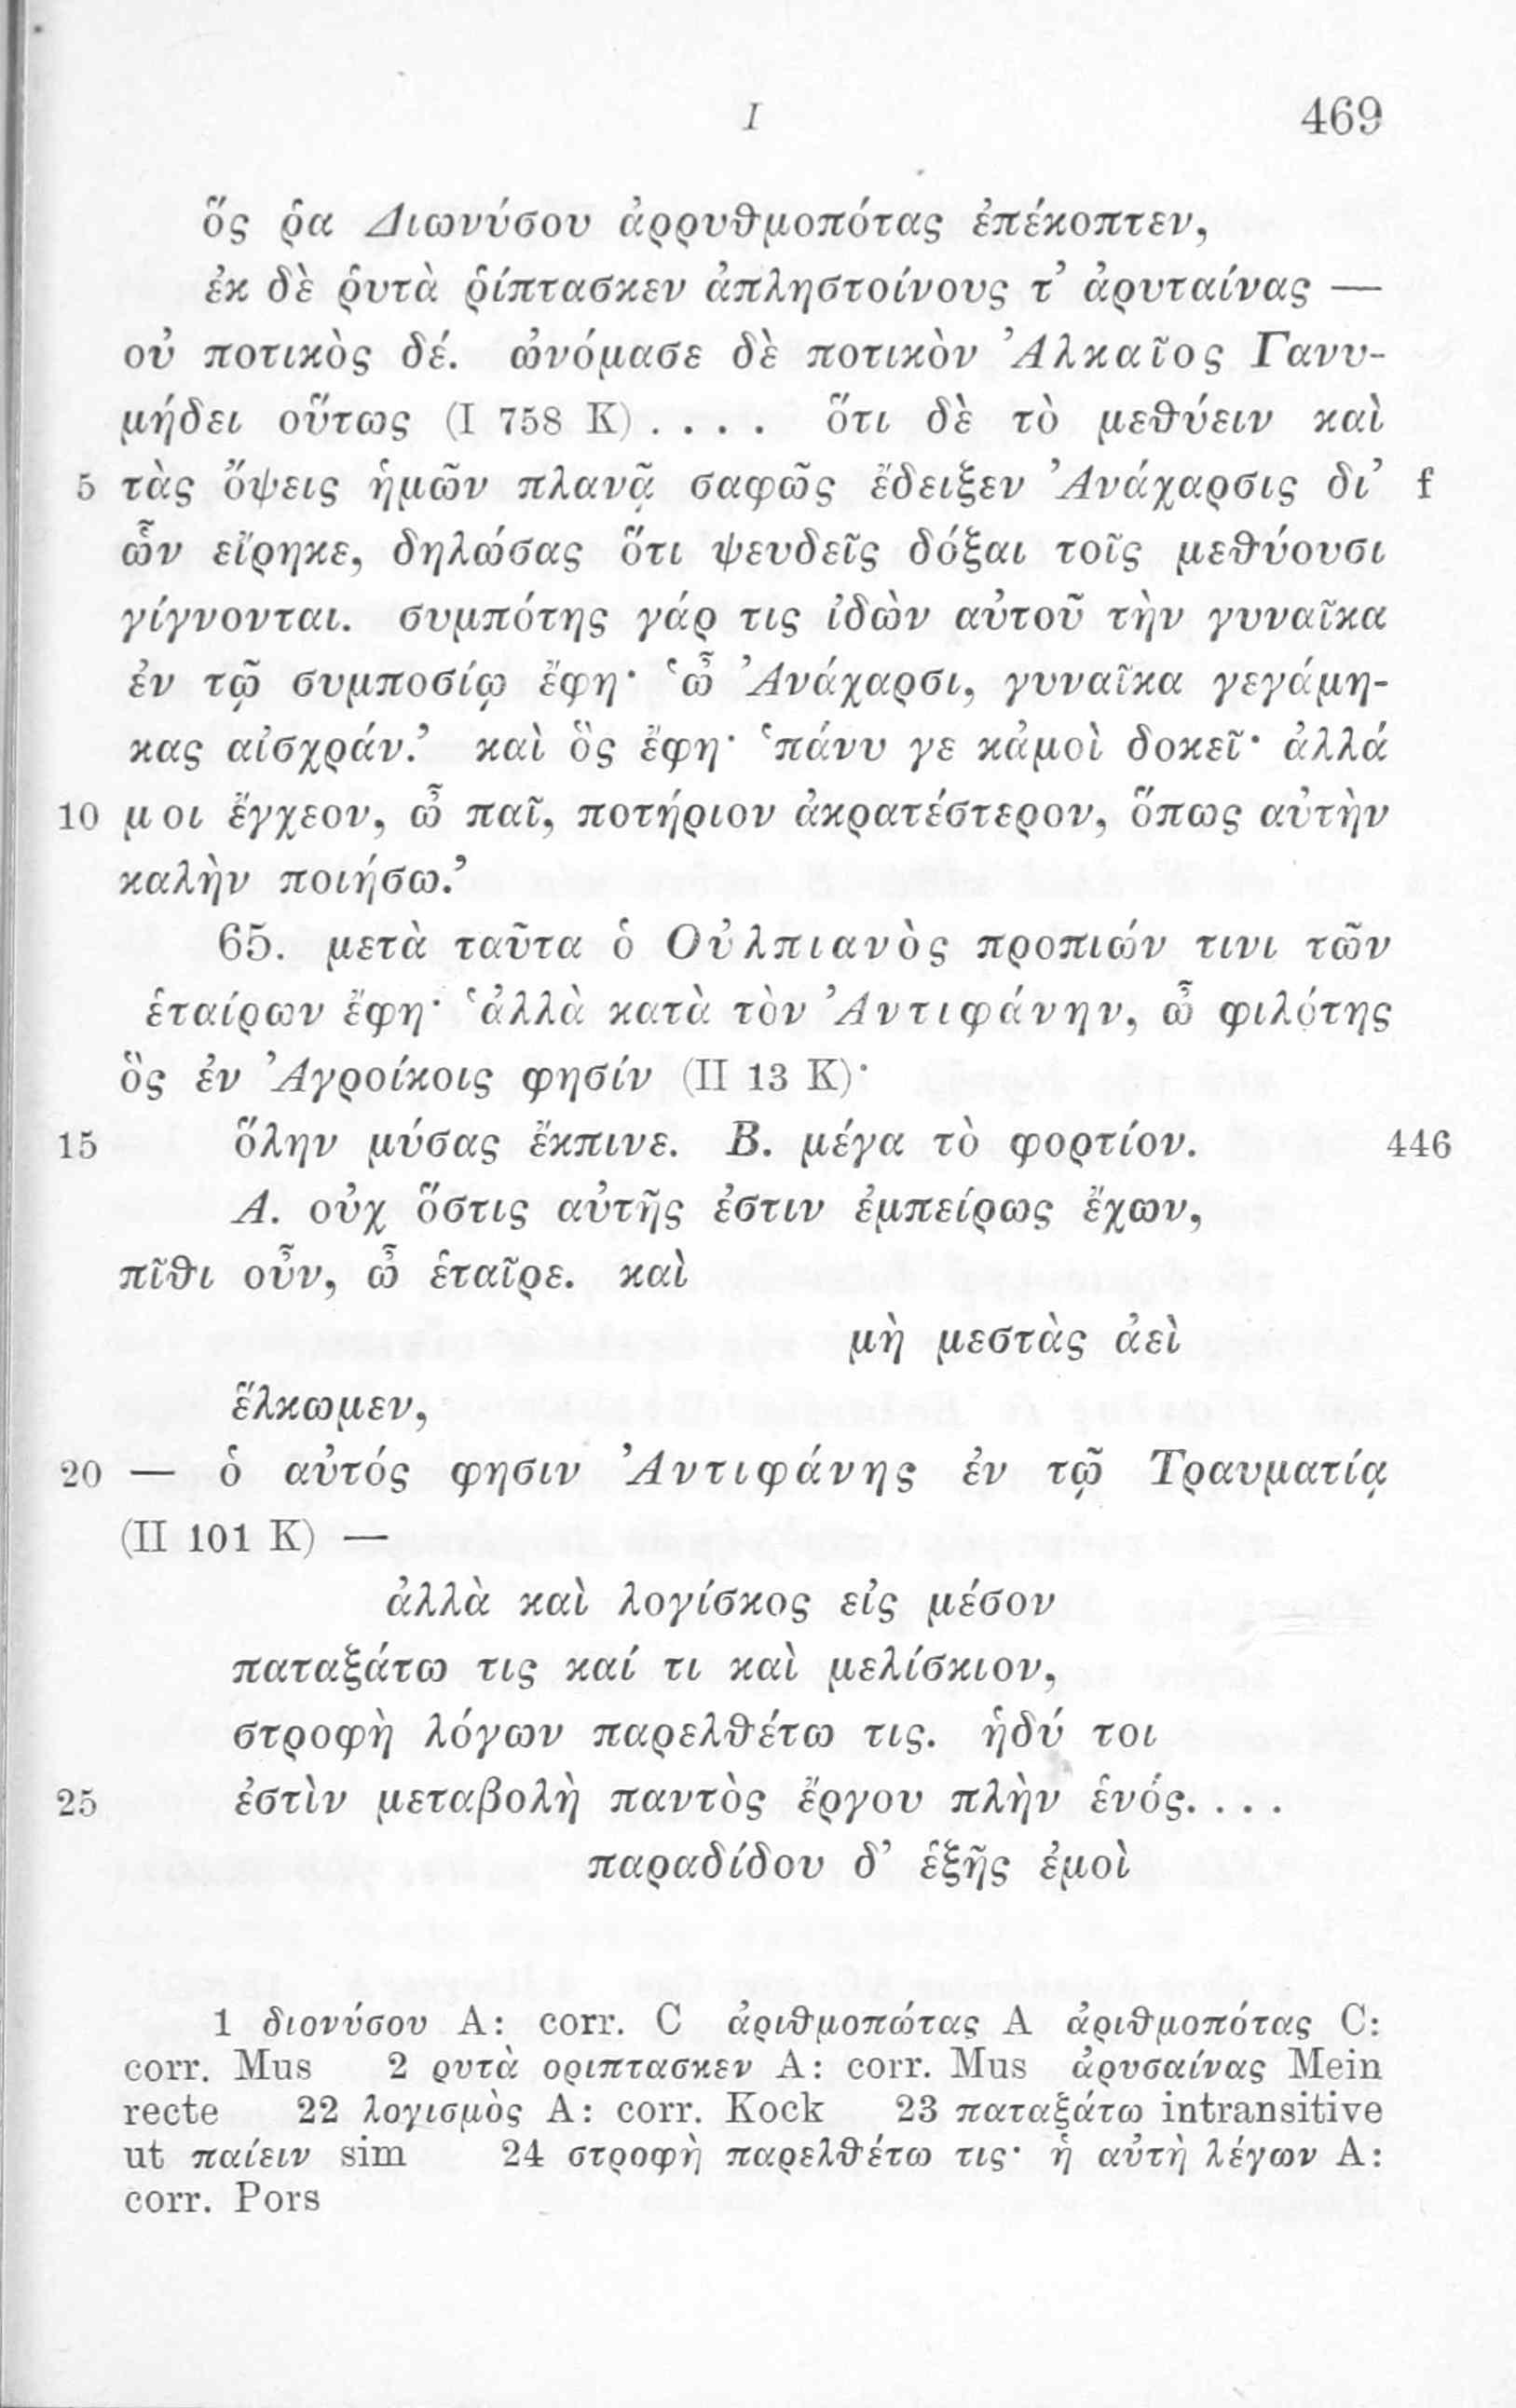 I 469
ὅς ῥα Διωνύσου ἀρρυθμοπότας ἐπέκοπτεν,
ἐκ δὲ ῥυτὰ ῥίπτασκεν ἀπληστοίνους τ’ ἀρυταίνας —
οὐ ποτικὸς δέ. ὠνόμασε δὲ ποτικὸν Ἀλκαῖος Γανυ-
μήδει οὕτως (I 758 K) . . . . ὅτι δὲ τὸ μεθύειν καὶ
5 τὰς ὄψεις ἡμῶν πλανᾷ σαφῶς ἔδειξεν Ἀνάχαρσις δι’ f
ὧν εἴρηκε, δηλώσας ὅτι ψευδεῖς δόξαι τοῖς μεθύουσι
γίγνονται. συμπότης γάρ τις ἰδὼν αὐτοῦ τὴν γυναῖκα
ἐν τῷ συμποσίῳ ἔφη· ‘ὦ Ἀνάχαρσι, γυναῖκα γεγάμη-
κας αἰσχράν.’ καὶ ὃς ἔφη· ‘πάνυ γε κἀμοὶ δοκεῖ· ἀλλά
10 μοι ἔγχεον, ὦ παῖ, ποτήριον ἀκρατέστερον, ὅπως αὐτὴν
καλὴν ποιήσω.’
65. μετὰ ταῦτα ὁ Οὐλπιανὸς προπιών τινι τῶν
ἑταίρων ἔφη· ‘ἀλλὰ κατὰ τὸν Ἀντιφάνην, ὦ φιλότης
ὃς ἐν Ἀγροίκοις φησίν (II 13 K)·
15 ὅλην μύσας ἔκπινε. Β. μέγα τὸ φορτίον. 446
Α. οὐχ ὅστις αὐτῆς ἐστιν ἐμπείρως ἔχων,
πῖθι οὖν, ὦ ἑταῖρε. καὶ
μὴ μεστὰς ἀεὶ
ἕλκωμεν,
20 — ὁ αὐτός φησιν Ἀντιφάνης ἐν τῷ Τραυματίᾳ
(II 101 K) —
ἀλλὰ καὶ λογίσκος εἰς μέσον
παταξάτω τις καί τι καὶ μελίσκιον,
στροφὴ λόγων παρελθέτω τις. ἡδύ τοι
25 ἐστὶν μεταβολὴ παντὸς ἔργου πλὴν ἑνός. . . .
παραδίδου δ’ ἑξῆς ἐμοὶ
1 διονύσου A: corr. C ἀριθμοπώτας A ἀριθμοπότας C:
corr. Mus 2 ρυτὰ οριπτασκεν A: corr. Mus ἀρυσαίνας Mein
recte 22 λογισμὸς A: corr. Kock 23 παταξάτω intransitive
ut παίειν sim 24 στροφὴ παρελθέτω τις· ἡ αὐτὴ λέγων A:
corr. Pors